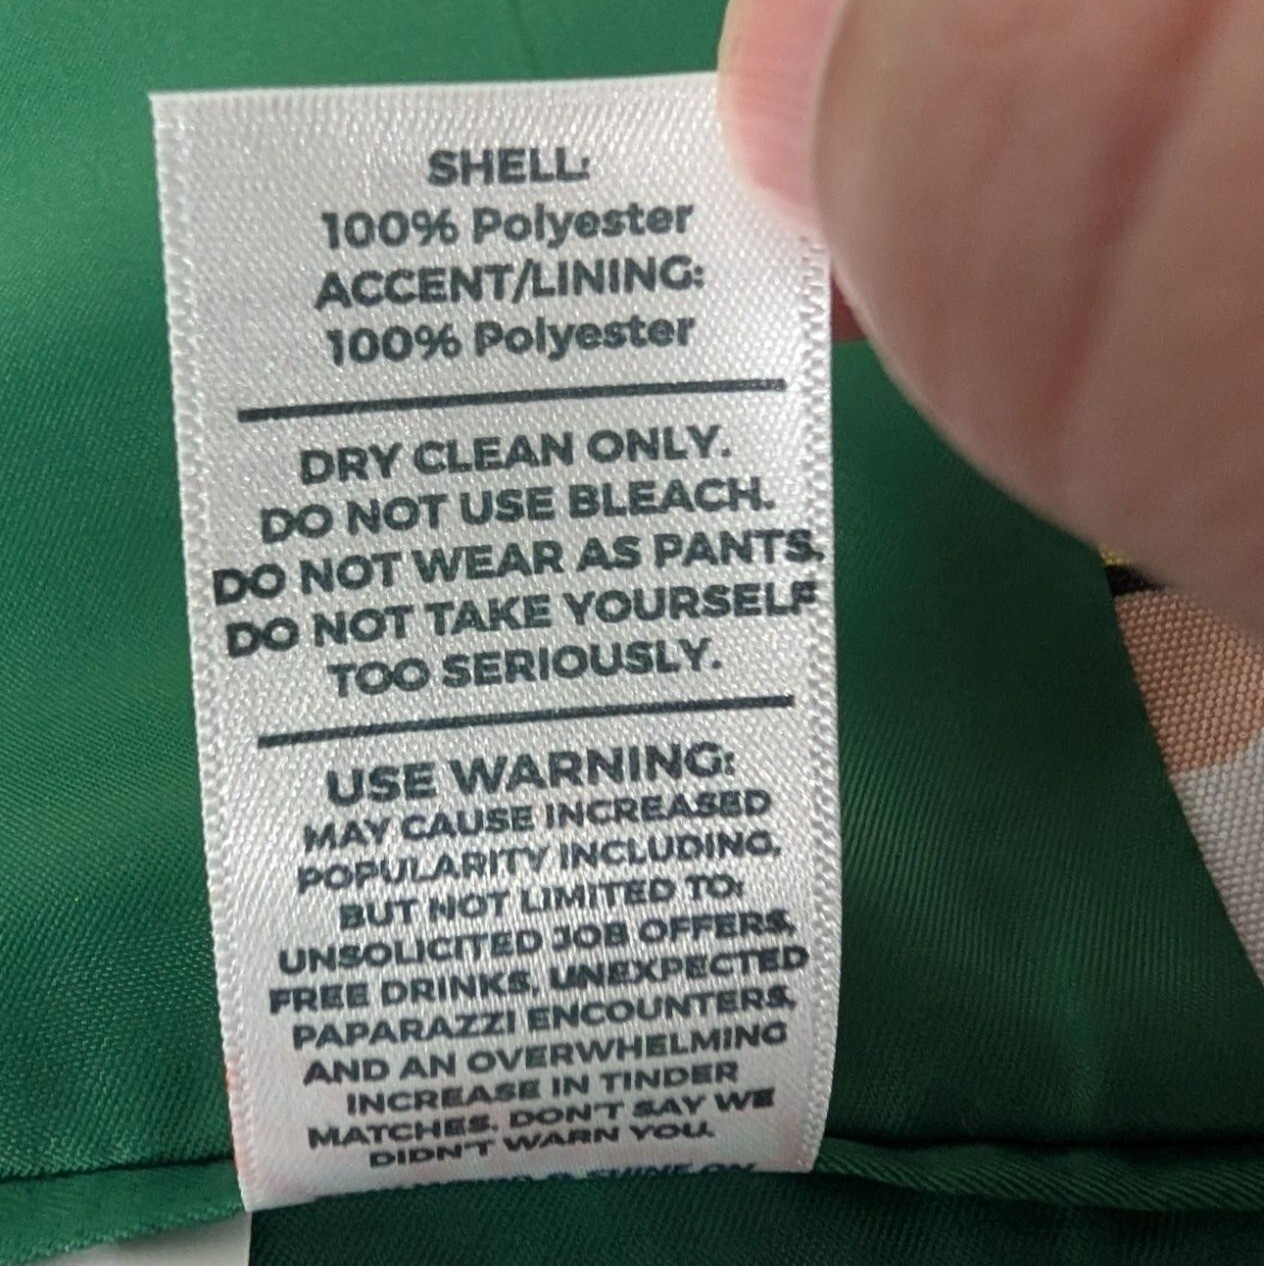 SHELL:
100% Polyester
ACCENT/LINING:
100% Polyester
DRY CLEAN ONLY.
DO NOT USE BLEACH.
DO NOT WEAR AS PANTS.
DO NOT TAKE YOURSELF
TOO SERIOUSLY.
USE WARNING:
MAY CAUSE INCREASED
POPULARITY INCLUDING,
BUT NOT LIMITED TO:
UNSOLICITED JOB OFFERS,
FREE DRINKS, UNEXPECTED
PAPARAZZI ENCOUNTERS,
AND AN OVERWHELMING
INCREASE IN TINDER
MATCHES. DON'T SAY WE
DIDN'T WARN YOU.
SHINE ON